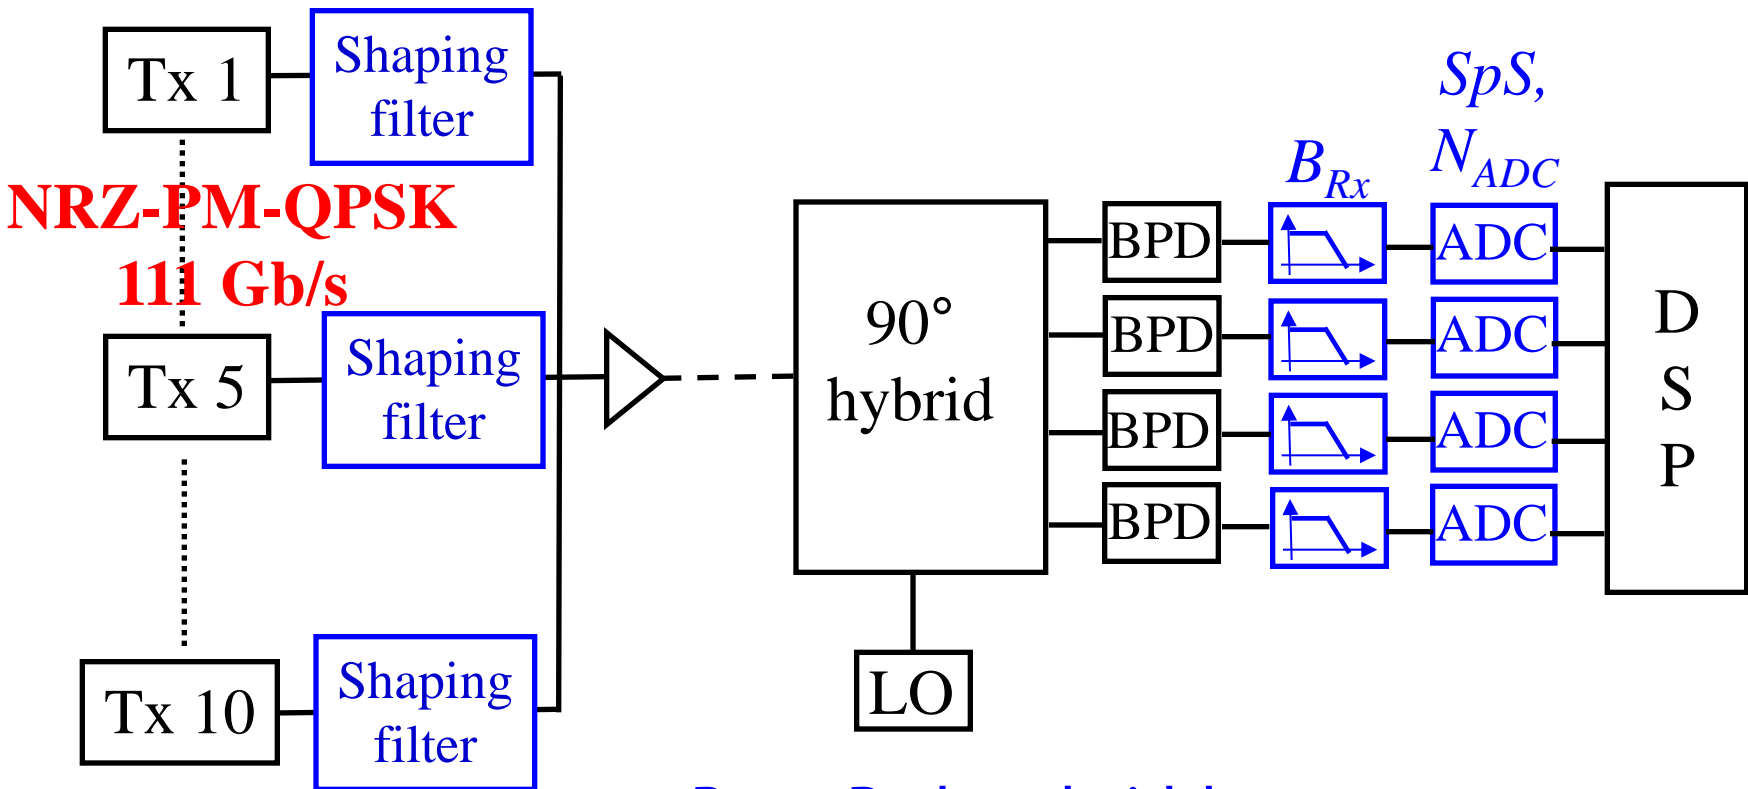 Tx 1
Shaping
filter
NRZ-PM-QPSK
111 Gb/s
Tx 5
Shaping
filter
Tx 10
Shaping
filter
90°
hybrid
LO
BPD
BPD
BPD
BPD
B_Rx
SpS,
N_ADC
ADC
ADC
ADC
ADC
D
S
P